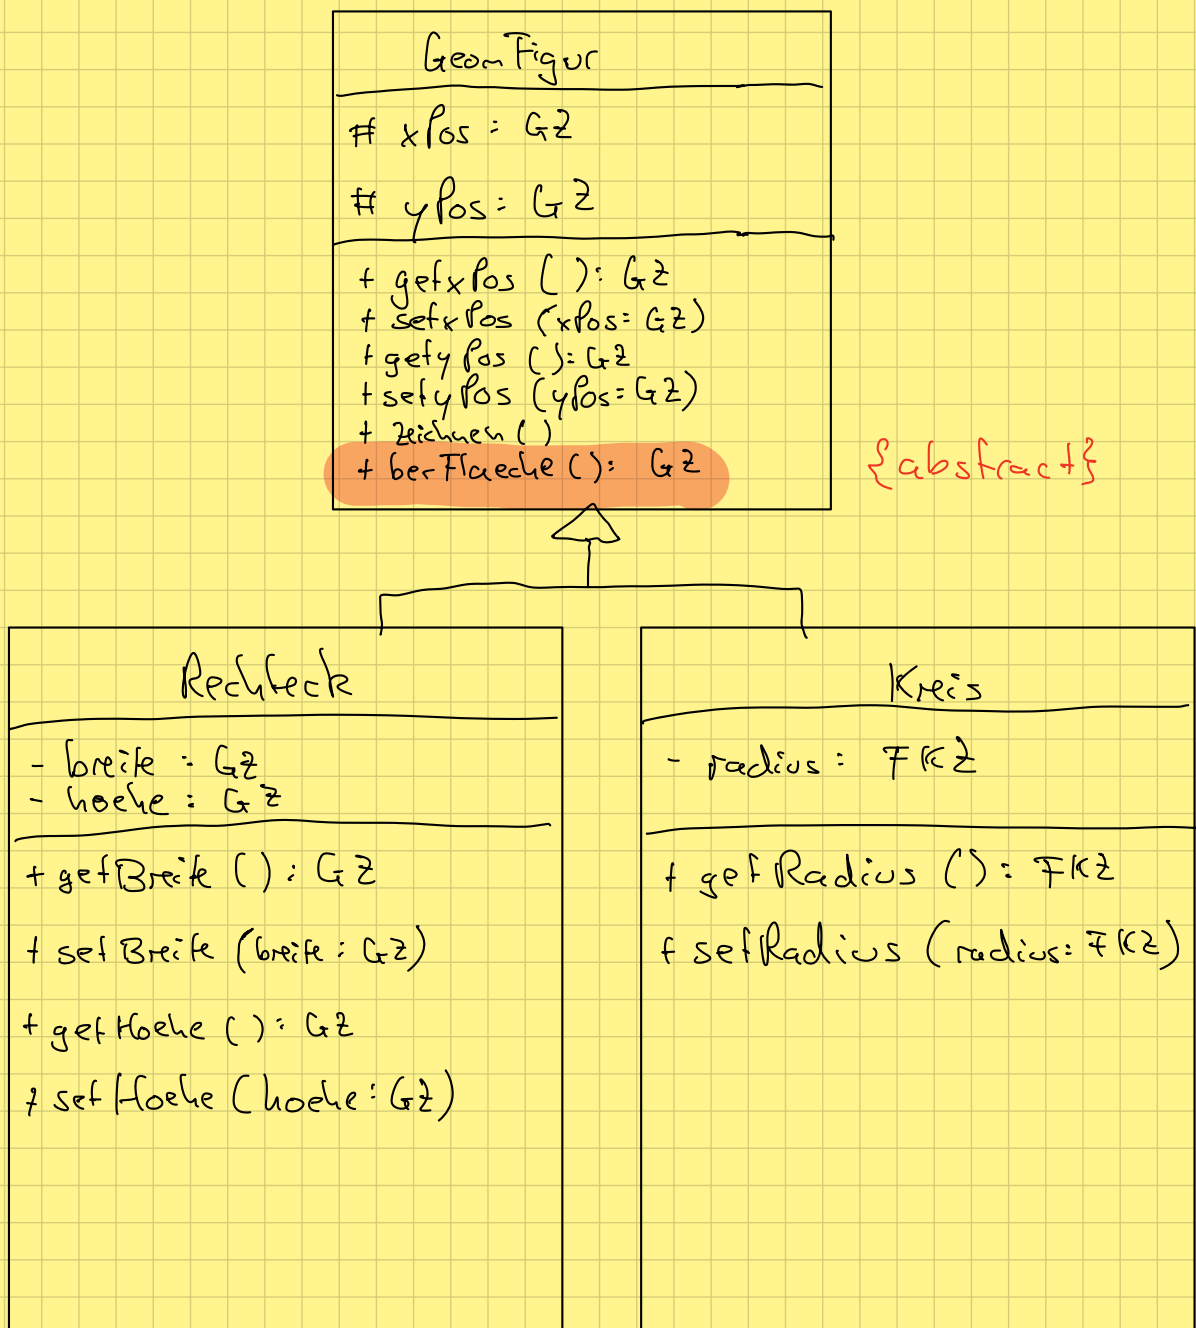 GeomFigur
# xPos : GZ
# yPos : GZ
+ getxPos ( ) : GZ
+ setxPos (xPos : GZ)
+ getyPos ( ) : GZ
+ setyPos (yPos : GZ)
+ zeichnen ( )
+ berFlaeche ( ) : GZ
{abstract}
Rechteck
- breite : GZ
- hoehe : GZ
+ getBreite ( ) : GZ
+ setBreite (breite : GZ)
+ getHoehe ( ) : GZ
+ setHoehe (hoehe : GZ)
Kreis
- radius : FKZ
+ getRadius ( ) : FKZ
+ setRadius (radius : FKZ)